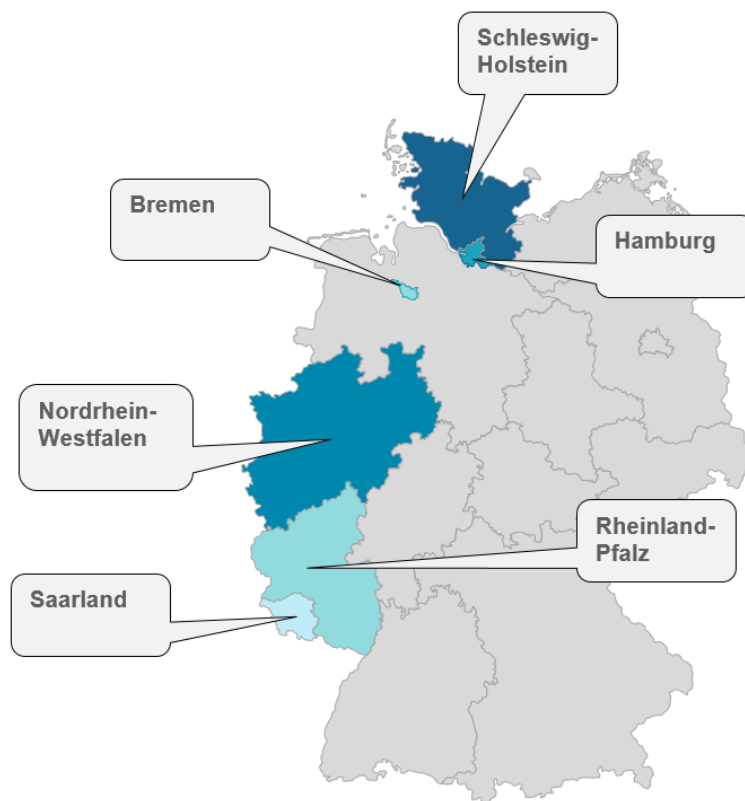 Schleswig-
Holstein
Bremen
Hamburg
Nordrhein-
Westfalen
Rheinland-
Pfalz
Saarland